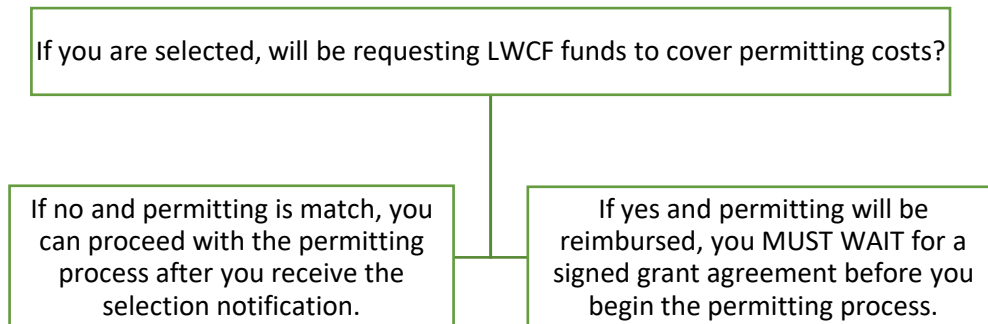 If you are selected, will be requesting LWCF funds to cover permitting costs?
If no and permitting is match, you
can proceed with the permitting
process after you receive the
selection notification.
If yes and permitting will be
reimbursed, you MUST WAIT for a
signed grant agreement before you
begin the permitting process.